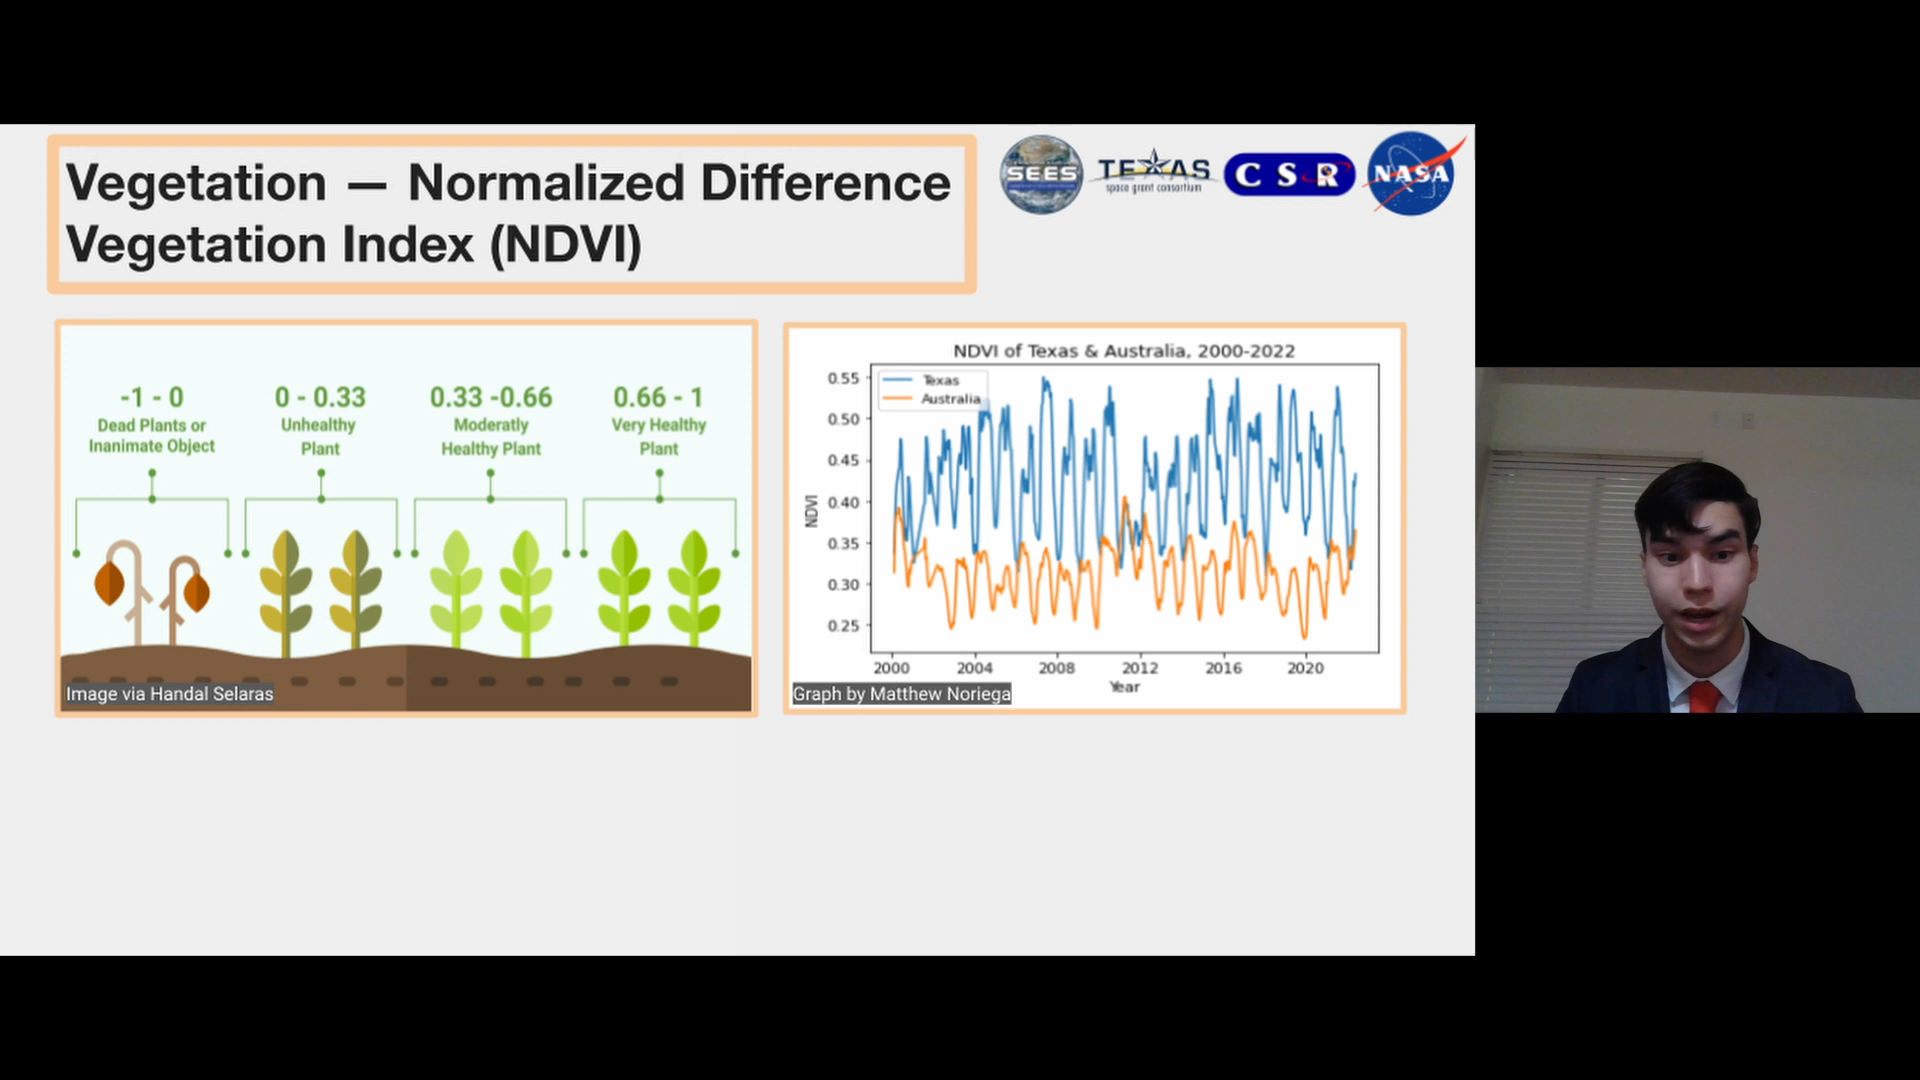 Vegetation — Normalized Difference
Vegetation Index (NDVI)
SEES
TEXAS
space grant consortium
CSR
NASA
-1 - 0
Dead Plants or
Inanimate Object
0 - 0.33
Unhealthy
Plant
0.33 -0.66
Moderatly
Healthy Plant
0.66 - 1
Very Healthy
Plant
Image via Handal Selaras
NDVI of Texas & Australia, 2000-2022
Texas
Australia
NDVI
0.55
0.50
0.45
0.40
0.35
0.30
0.25
2000 2004 2008 2012 2016 2020
Year
Graph by Matthew Noriega